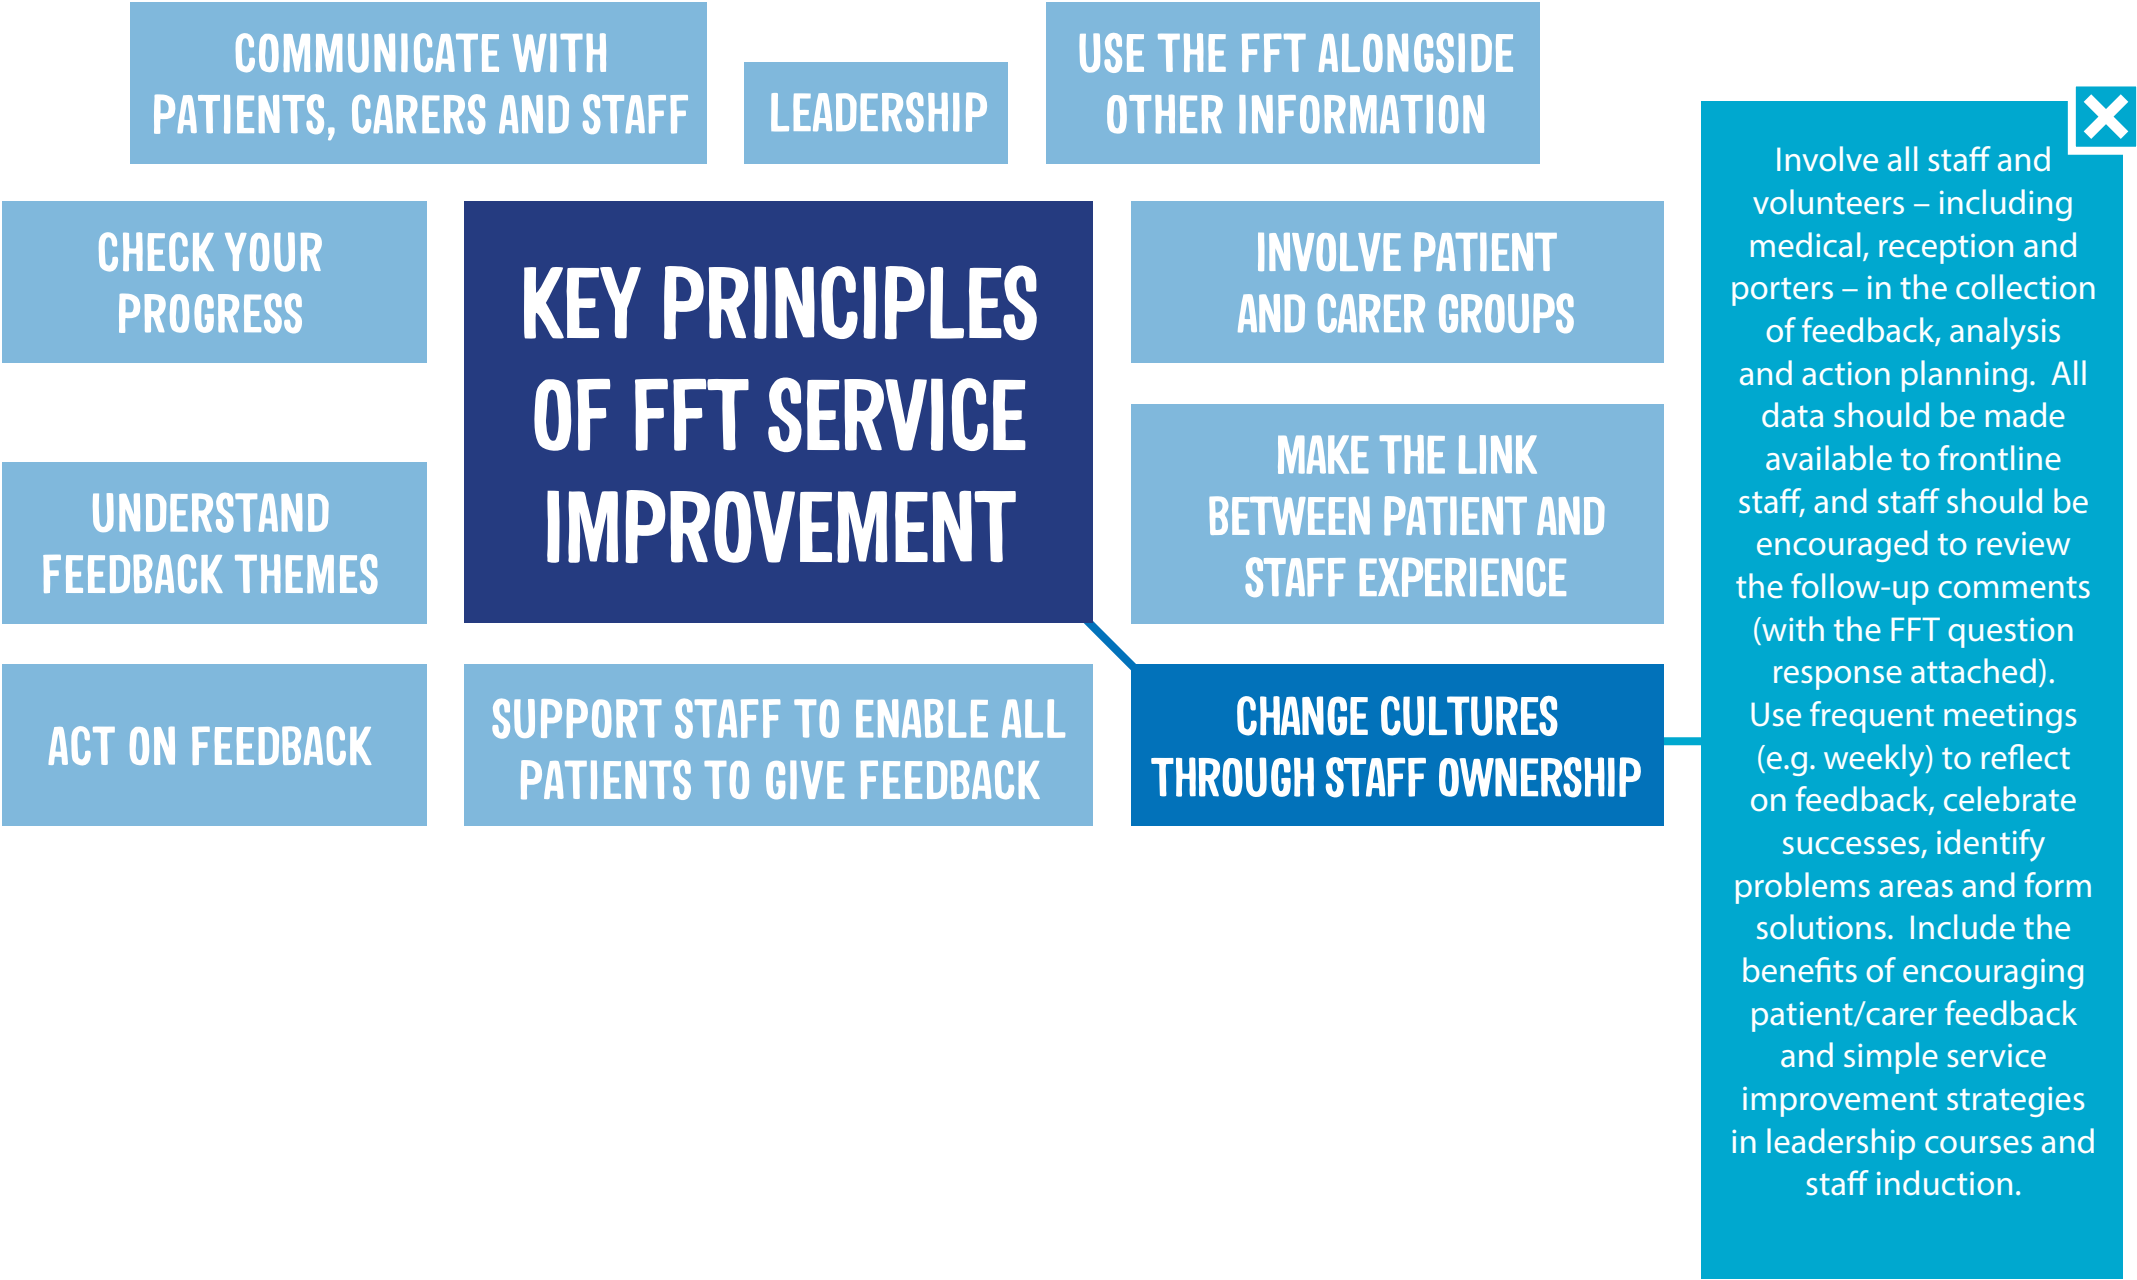 COMMUNICATE WITH
PATIENTS, CARERS AND STAFF
LEADERSHIP
USE THE FFT ALONGSIDE
OTHER INFORMATION
CHECK YOUR
PROGRESS
KEY PRINCIPLES
OF FFT SERVICE
IMPROVEMENT
INVOLVE PATIENT
AND CARER GROUPS
UNDERSTAND
FEEDBACK THEMES
MAKE THE LINK
BETWEEN PATIENT AND
STAFF EXPERIENCE
ACT ON FEEDBACK
SUPPORT STAFF TO ENABLE ALL
PATIENTS TO GIVE FEEDBACK
CHANGE CULTURES
THROUGH STAFF OWNERSHIP
Involve all staff and
volunteers – including
medical, reception and
porters – in the collection
of feedback, analysis
and action planning.  All
data should be made
available to frontline
staff, and staff should be
encouraged to review
the follow-up comments
(with the FFT question
response attached).
Use frequent meetings
(e.g. weekly) to reflect
on feedback, celebrate
successes, identify
problems areas and form
solutions.  Include the
benefits of encouraging
patient/carer feedback
and simple service
improvement strategies
in leadership courses and
staff induction.